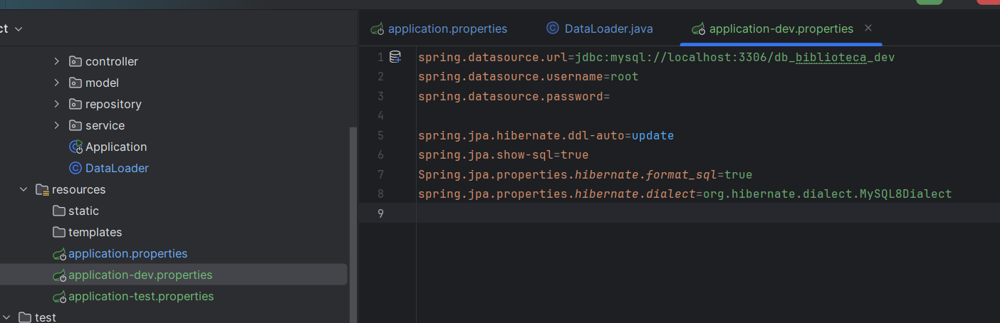 ct
controller
model
repository
service
Application
DataLoader
resources
static
templates
application.properties
application-dev.properties
application-test.properties
test
application.properties DataLoader.java application-dev.properties
1 spring.datasource.url=jdbc:mysql://localhost:3306/db_biblioteca_dev
2 spring.datasource.username=root
3 spring.datasource.password=
4
5 spring.jpa.hibernate.ddl-auto=update
6 spring.jpa.show-sql=true
7 Spring.jpa.properties.hibernate.format_sql=true
8 spring.jpa.properties.hibernate.dialect=org.hibernate.dialect.MySQL8Dialect
9